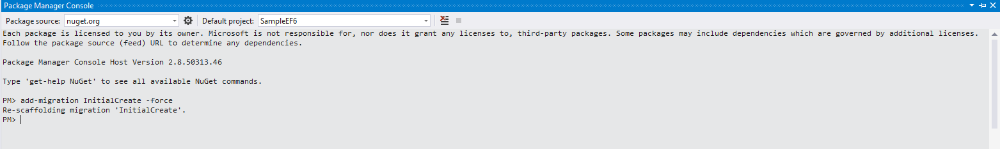 Package Manager Console
Package source: nuget.org Default project: SampleEF6
Each package is licensed to you by its owner. Microsoft is not responsible for, nor does it grant any licenses to, third-party packages. Some packages may include dependencies which are governed by additional licenses.
Follow the package source (feed) URL to determine any dependencies.
Package Manager Console Host Version 2.8.50313.46
Type 'get-help NuGet' to see all available NuGet commands.
PM> add-migration InitialCreate -force
Re-scaffolding migration 'InitialCreate'.
PM>